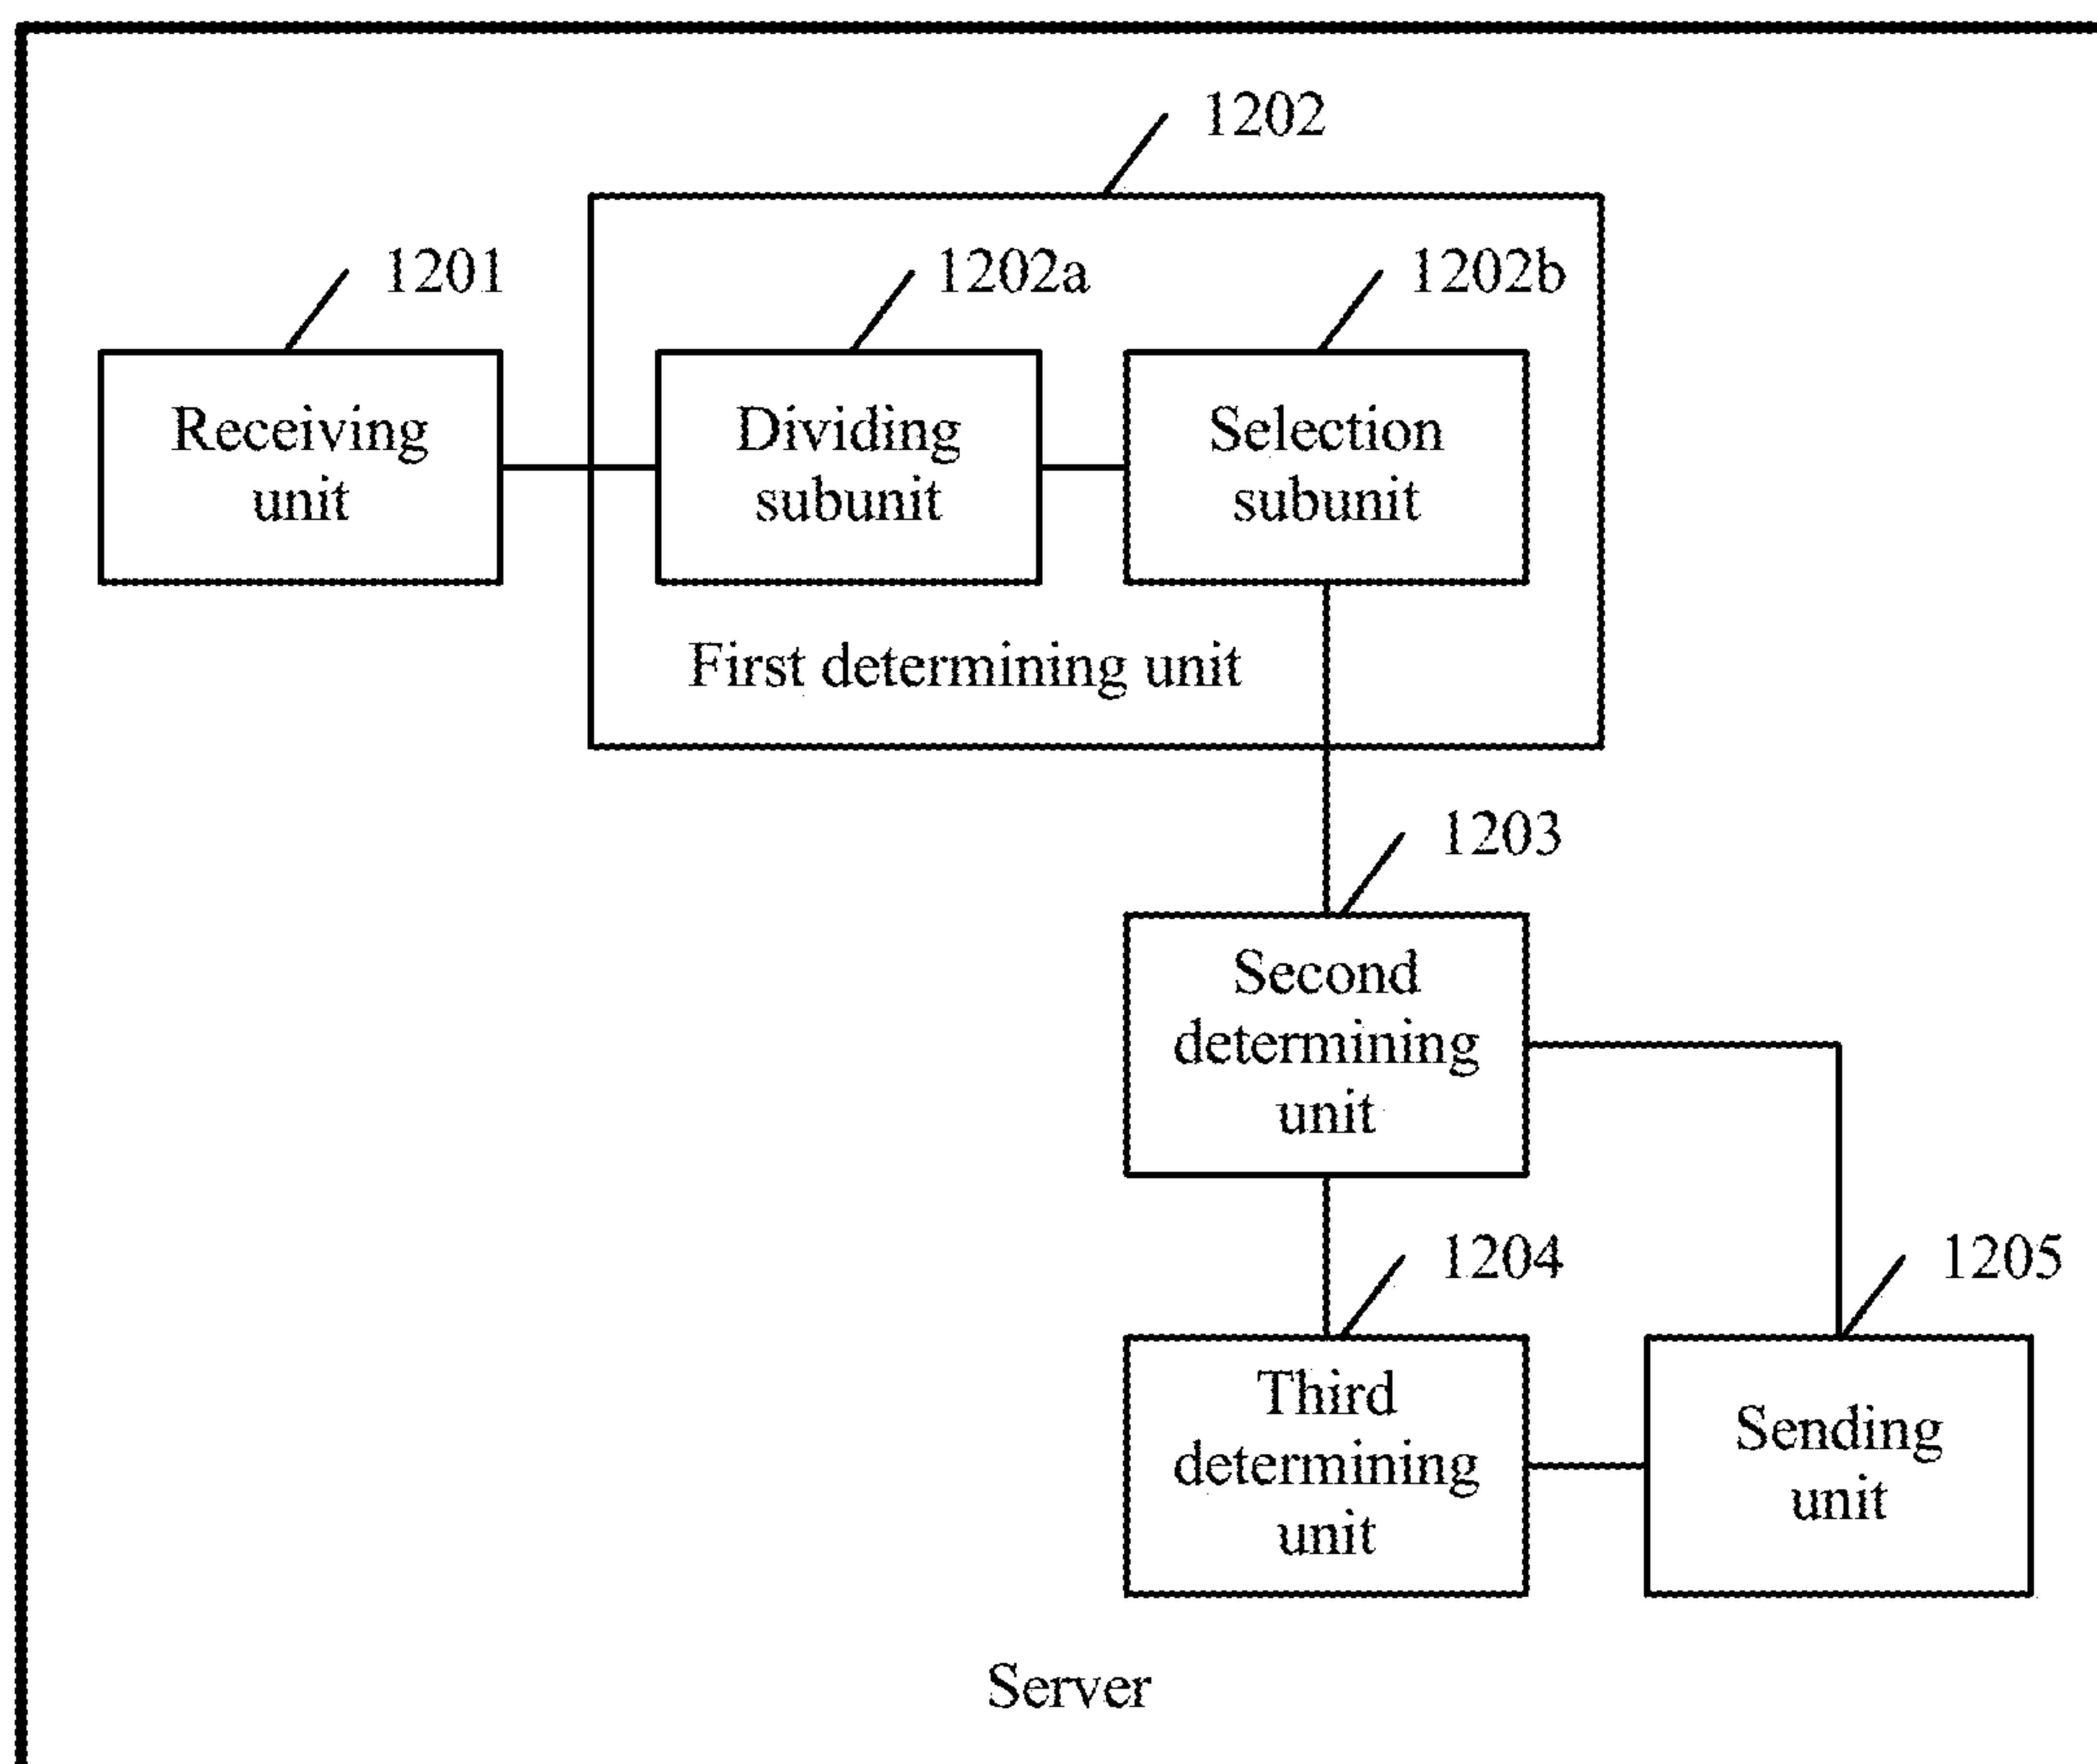 1202
1201
1202a
1202b
Receiving
unit
Dividing
subunit
Selection
subunit
First determining unit
1203
Second
determining
unit
1204
1205
Third
determining
unit
Sending
unit
Server